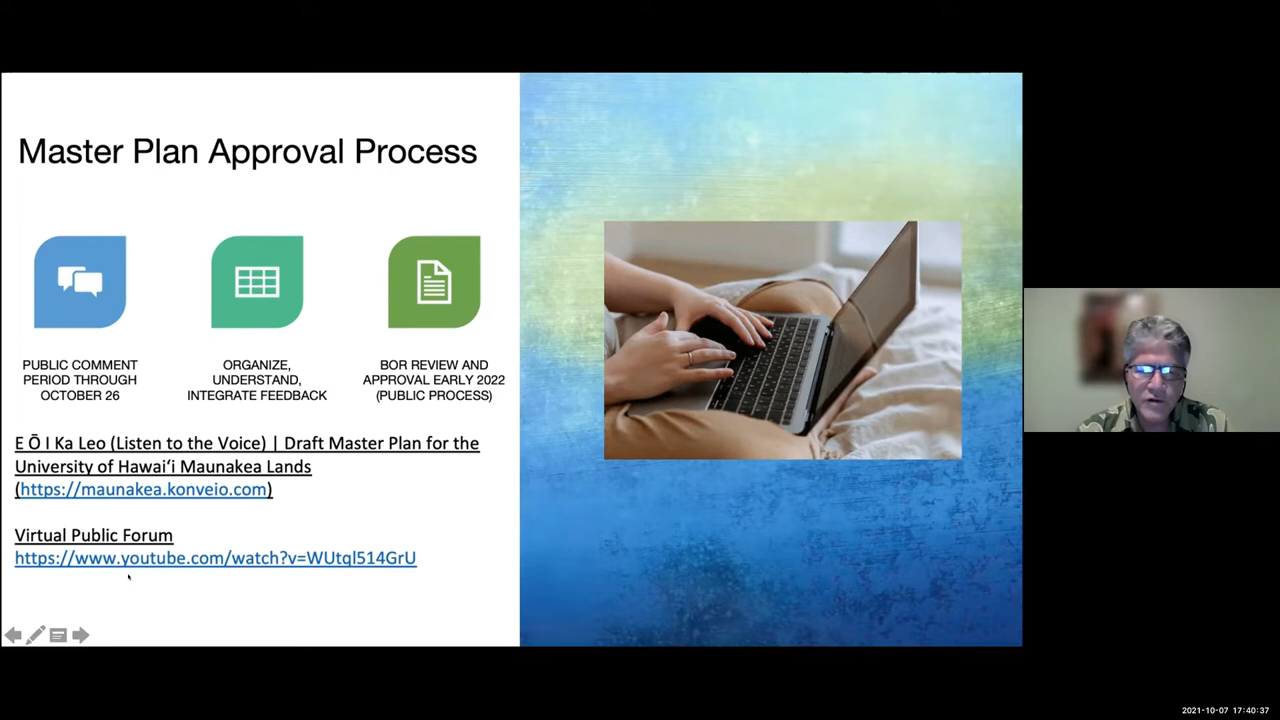 Master Plan Approval Process
PUBLIC COMMENT
PERIOD THROUGH
OCTOBER 26
ORGANIZE,
UNDERSTAND,
INTEGRATE FEEDBACK
BOR REVIEW AND
APPROVAL EARLY 2022
(PUBLIC PROCESS)
E Ō I Ka Leo (Listen to the Voice) | Draft Master Plan for the
University of Hawaiʻi Maunakea Lands
(https://maunakea.konveio.com)
Virtual Public Forum
https://www.youtube.com/watch?v=WUtql514GrU
2021-10-07 17:40:37